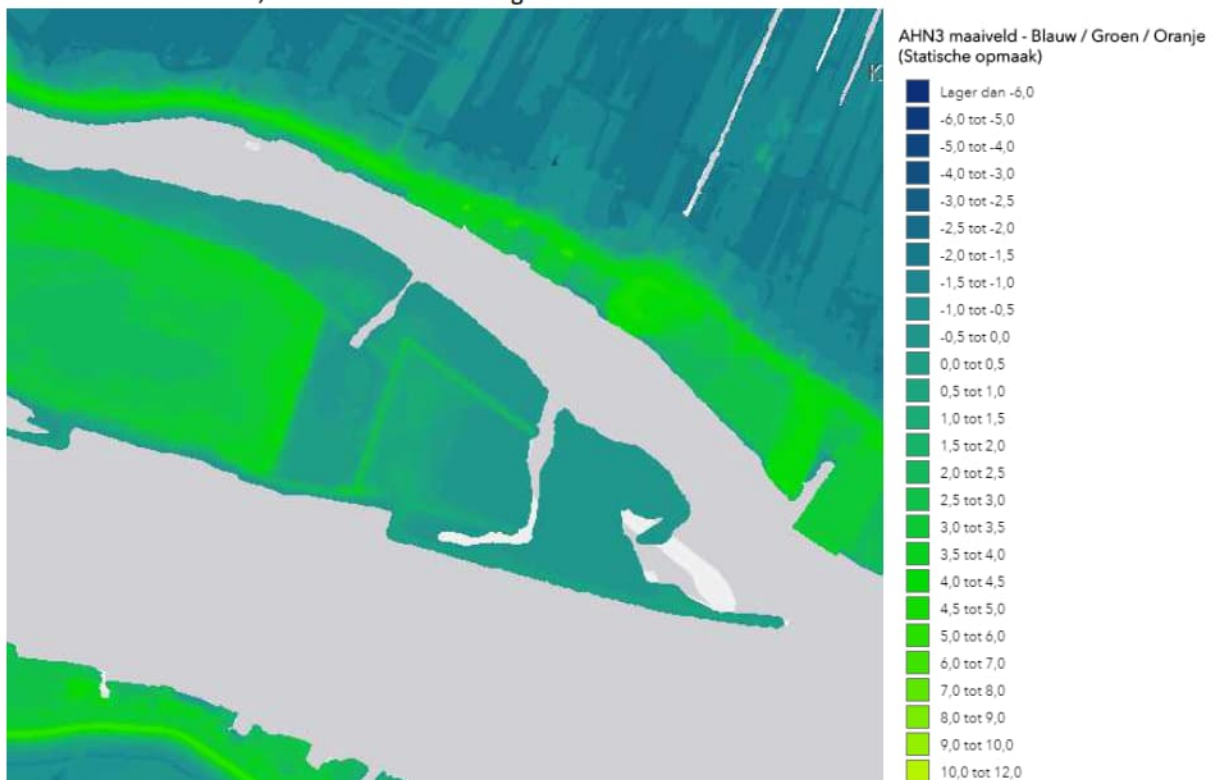 AHN3 maaiveld - Blauw / Groen / Oranje
(Statische opmaak)
K
Lager dan -6,0
-6,0 tot -5,0
-5,0 tot -4,0
-4,0 tot -3,0
-3,0 tot -2,5
-2,5 tot -2,0
-2,0 tot -1,5
-1,5 tot -1,0
-1,0 tot -0,5
-0,5 tot 0,0
0,0 tot 0,5
0,5 tot 1,0
1,0 tot 1,5
1,5 tot 2,0
2,0 tot 2,5
2,5 tot 3,0
3,0 tot 3,5
3,5 tot 4,0
4,0 tot 4,5
4,5 tot 5,0
5,0 tot 6,0
6,0 tot 7,0
7,0 tot 8,0
8,0 tot 9,0
9,0 tot 10,0
10,0 tot 12,0